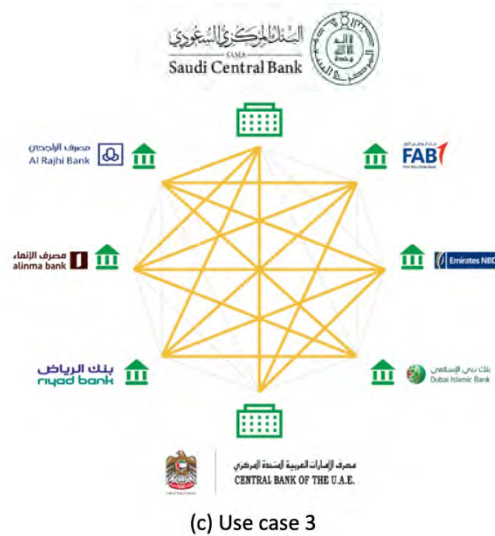 البنك المركزي السعودي
SAMA
Saudi Central Bank
مصرف الراجحي
Al Rajhi Bank
FAB
مصرف الإنماء
alinma bank
Emirates NBD
بنك الرياض
riyad bank
بنك دبي الإسلامي
Dubai Islamic Bank
مصرف الإمارات العربية المتحدة المركزي
CENTRAL BANK OF THE U.A.E.
(c) Use case 3